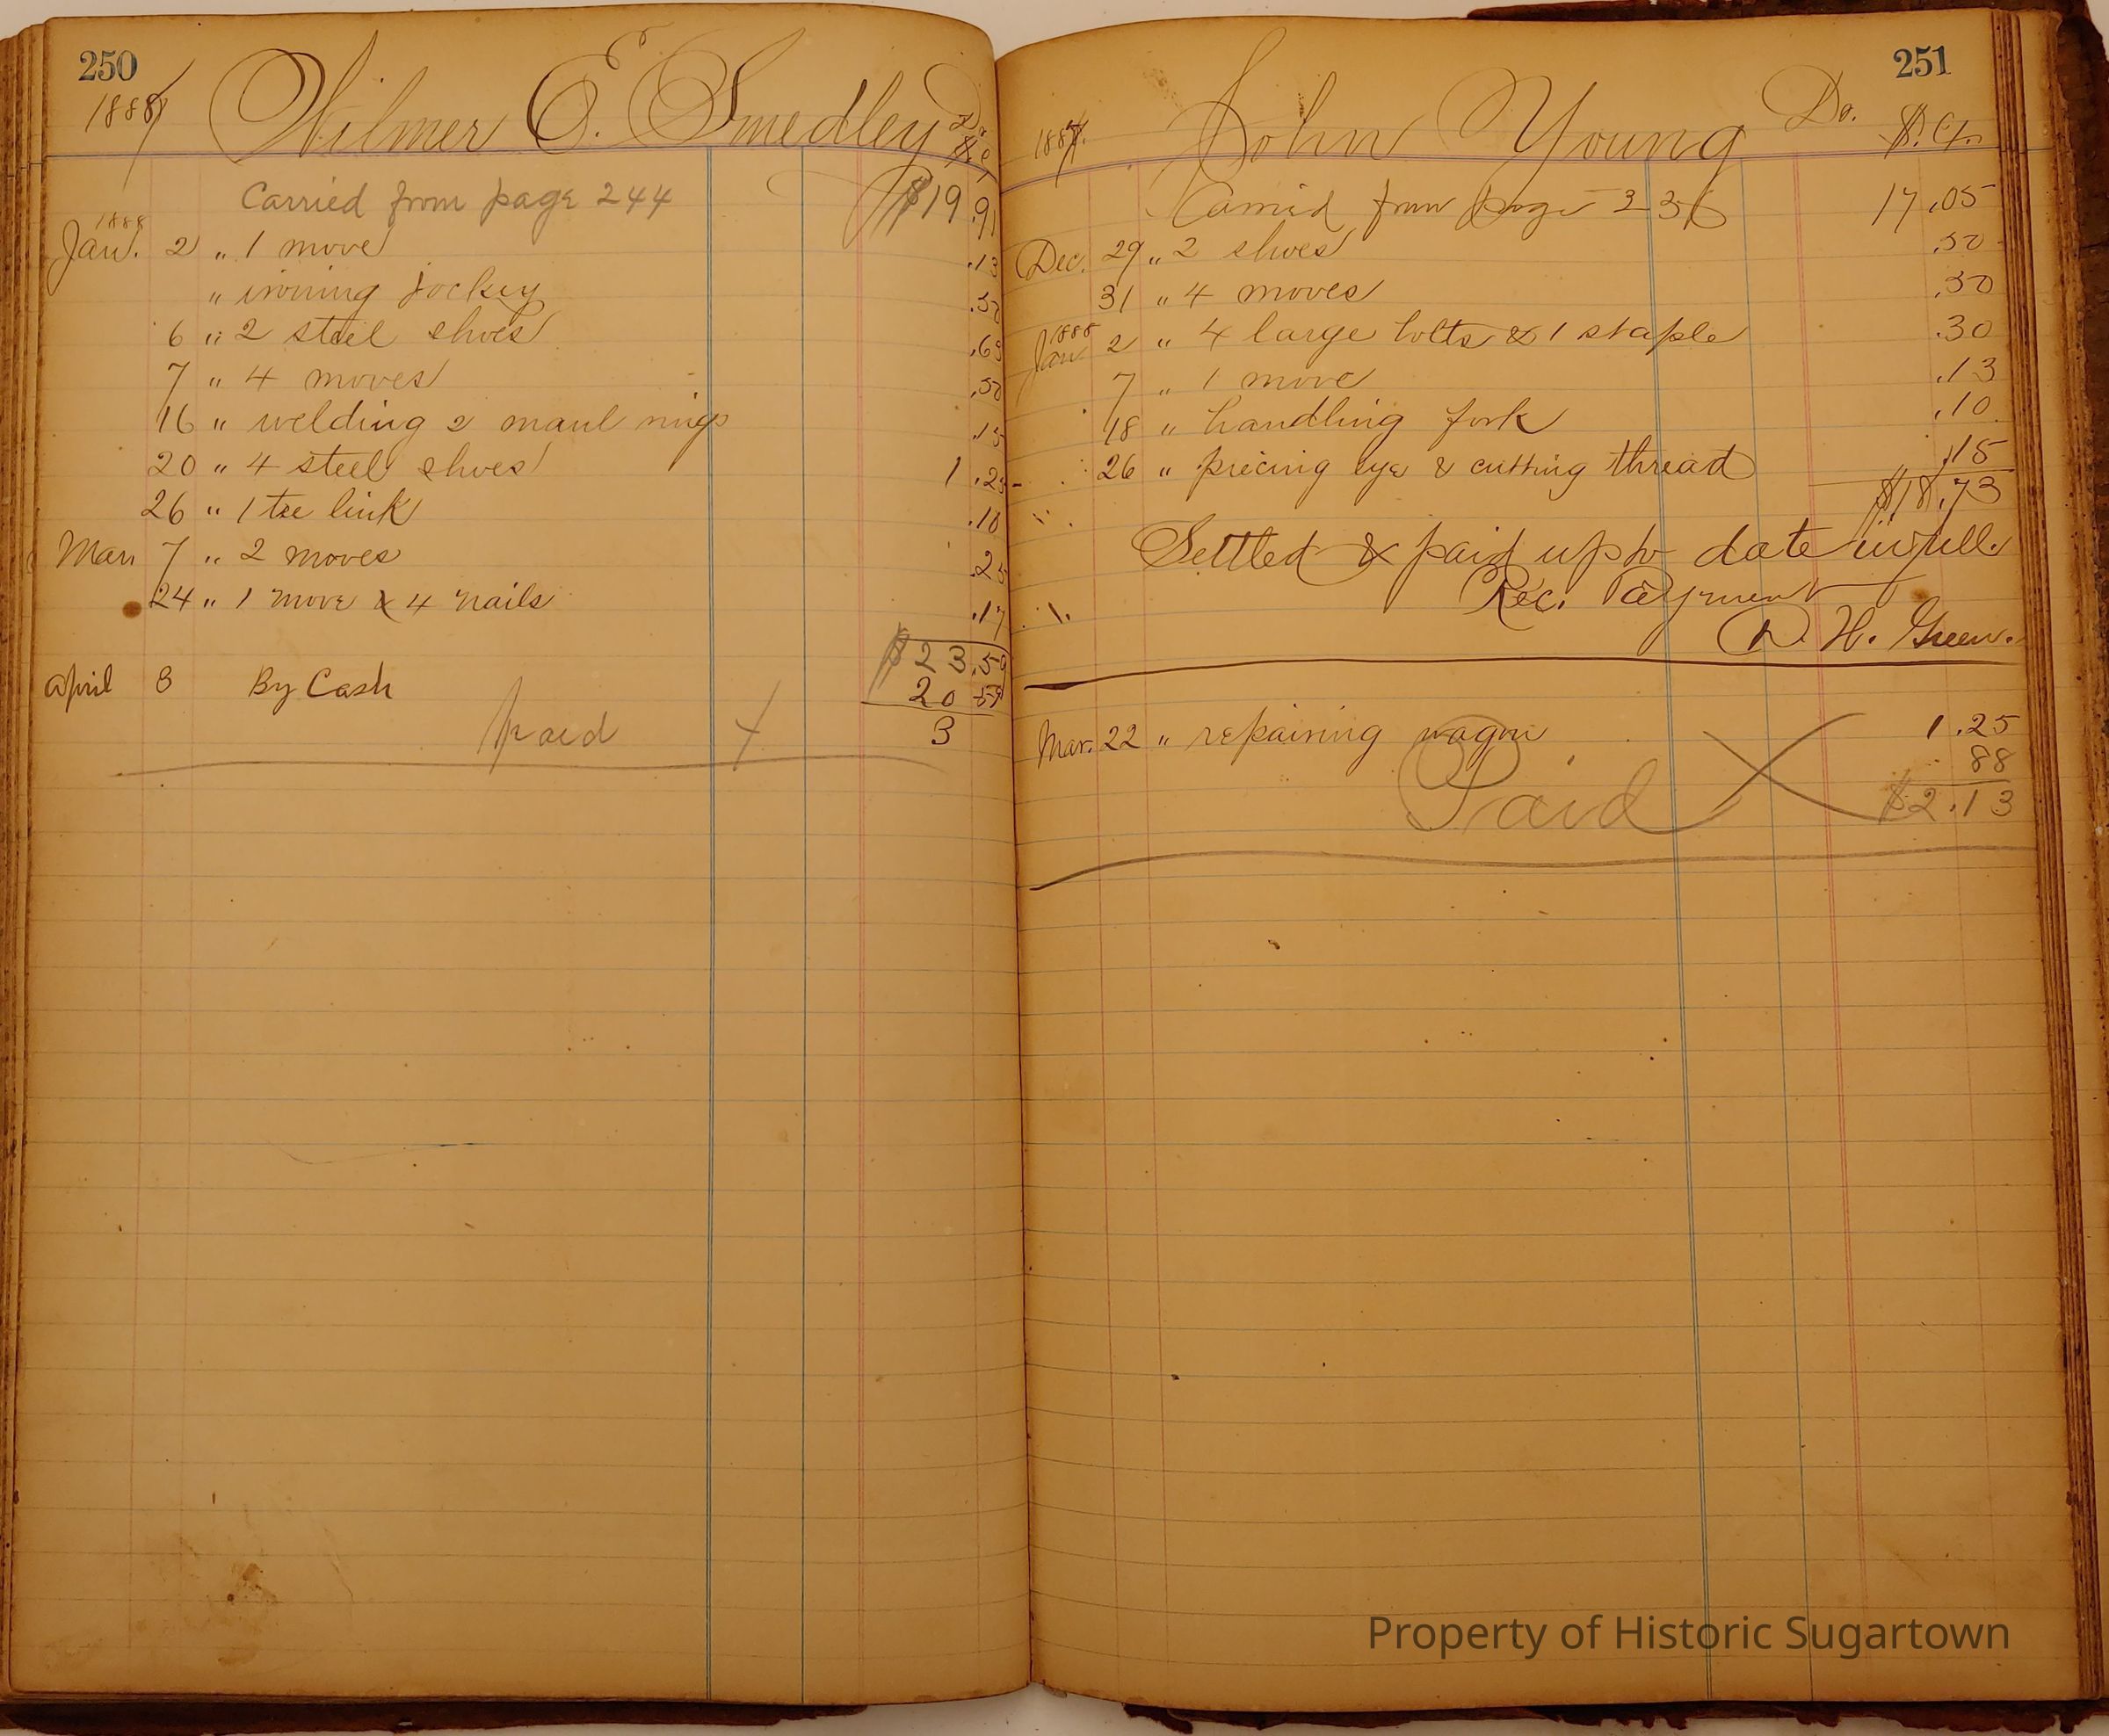 250
1888 Wilmer E. Smedley Dr.
Carried from page 244 $19.91
1888
Jan. 2 " 1 move .13
" ironing jockey .50
6 " 2 steel shoes .63
7 " 4 moves .50
16 " welding 2 maul rings .15
20 " 4 steel shoes 1.25
26 " 1 toe link .10
Mar 7 " 2 moves .25
24 " 1 move & 4 nails .17
$23.59
April 3 By Cash 20 59
paid 3
251
1887. John Young Dr. $. Ct.
Carried from page 236 17.05
Dec. 29 " 2 shoes .50
31 " 4 moves .50
1888
Jan 2 " 4 large bolts & 1 staple .30
7 " 1 move .13
18 " handling fork .10
26 " piecing eye & cutting thread .15
$18.73
Settled & paid up to date in full.
Rec. Payment
D. H. Green.
Mar. 22 " repairing wagon 1.25
88
Paid $2.13
Property of Historic Sugartown